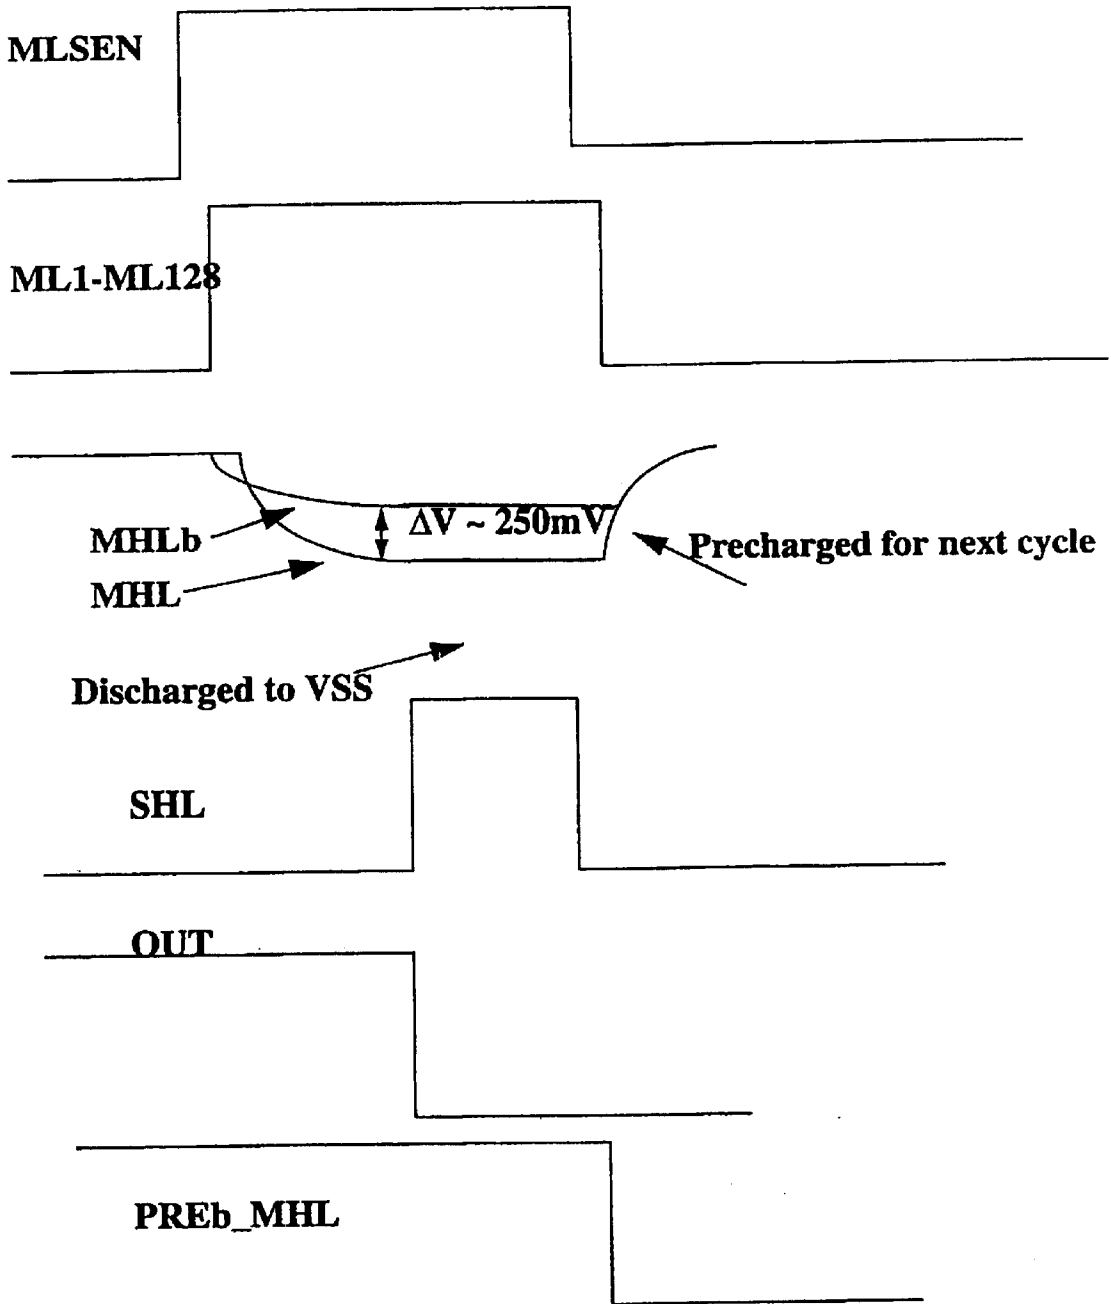 MLSEN
ML1-ML128
MHLb
ΔV ~ 250mV
Precharged for next cycle
MHL
Discharged to VSS
SHL
OUT
PREb_MHL